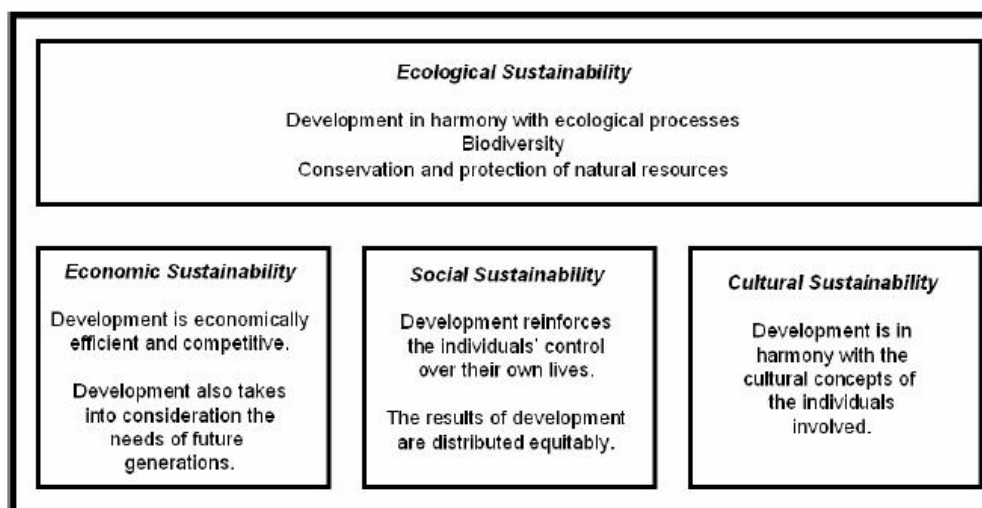 Ecological Sustainability
Development in harmony with ecological processes
Biodiversity
Conservation and protection of natural resources
Economic Sustainability
Development is economically
efficient and competitive.
Development also takes
into consideration the
needs of future
generations.
Social Sustainability
Development reinforces
the individuals' control
over their own lives.
The results of development
are distributed equitably.
Cultural Sustainability
Development is in
harmony with the
cultural concepts of
the individuals
involved.